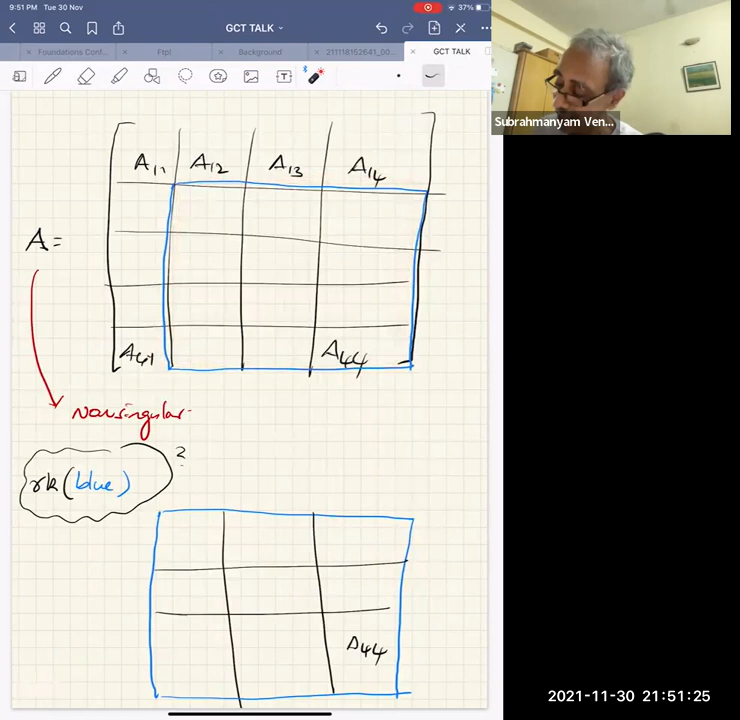 9:51 PM Tue 30 Nov
37%
GCT TALK
Foundations Conf...
Ftpl
Background
211118152641_00...
GCT TALK
Subrahmanyam Ven...
A11 A12 A13 A14
A=
A41 A44
nonsingular.
rk(blue) ?
A44
2021-11-30 21:51:25